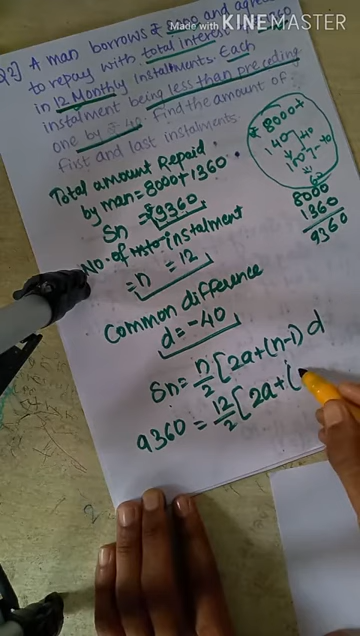 Made with KINEMASTER
Q2] A man borrows ₹ 8000 and agrees
to repay with total interest
in 12 Monthly Instalments. Each
instalment being less than preceding
one by ₹ 40. Find the amount of
first and last instalments.
Total amount Repaid
by man = 8000 + 1360
Sn = ₹9360
No. of instalment
= n = 12
8000
1360
9360
Common difference
d = -40
Sn = n/2 [2a + (n-1) d
9360 = 12/2 [2a + (
2